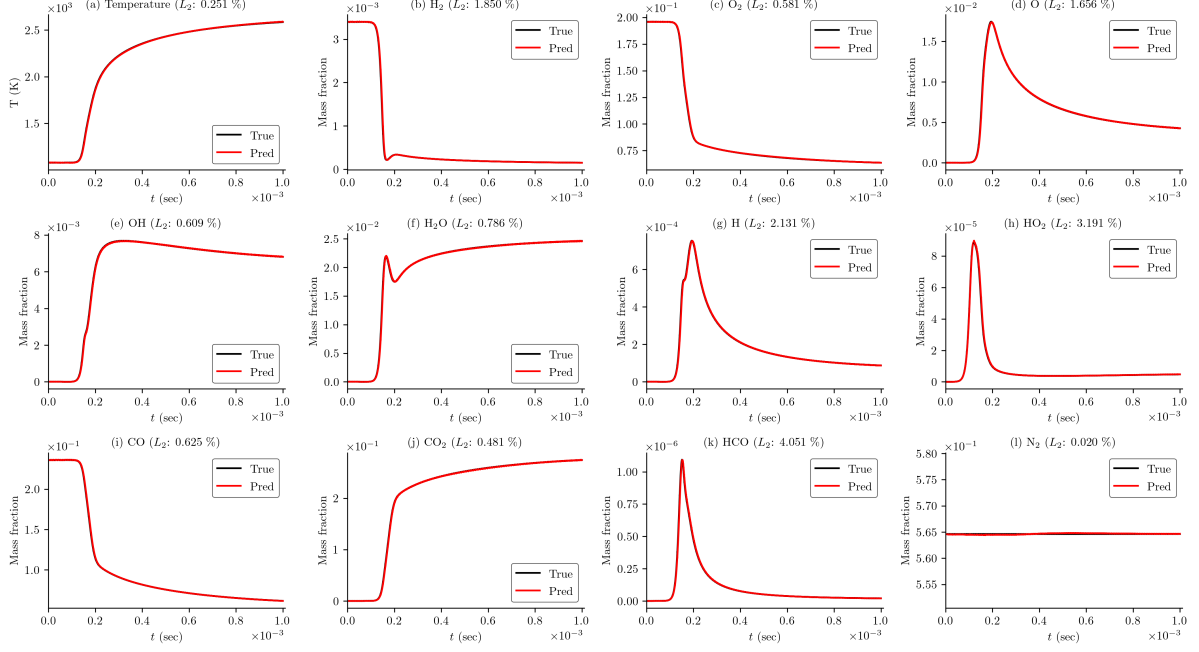 (a) Temperature (L₂: 0.251 %)
×10³
2.5
2.0
1.5
T (K)
True
Pred
0.0 0.2 0.4 0.6 0.8 1.0
t (sec)
×10⁻³
(b) H₂ (L₂: 1.850 %)
×10⁻³
3
2
1
0
Mass fraction
True
Pred
0.0 0.2 0.4 0.6 0.8 1.0
t (sec)
×10⁻³
(c) O₂ (L₂: 0.581 %)
×10⁻¹
2.00
1.75
1.50
1.25
1.00
0.75
Mass fraction
True
Pred
0.0 0.2 0.4 0.6 0.8 1.0
t (sec)
×10⁻³
(d) O (L₂: 1.656 %)
×10⁻²
1.5
1.0
0.5
0.0
Mass fraction
True
Pred
0.0 0.2 0.4 0.6 0.8 1.0
t (sec)
×10⁻³
(e) OH (L₂: 0.609 %)
×10⁻³
8
6
4
2
0
Mass fraction
True
Pred
0.0 0.2 0.4 0.6 0.8 1.0
t (sec)
×10⁻³
(f) H₂O (L₂: 0.786 %)
×10⁻²
2.5
2.0
1.5
1.0
0.5
0.0
Mass fraction
True
Pred
0.0 0.2 0.4 0.6 0.8 1.0
t (sec)
×10⁻³
(g) H (L₂: 2.131 %)
×10⁻⁴
6
4
2
0
Mass fraction
True
Pred
0.0 0.2 0.4 0.6 0.8 1.0
t (sec)
×10⁻³
(h) HO₂ (L₂: 3.191 %)
×10⁻⁵
8
6
4
2
0
Mass fraction
True
Pred
0.0 0.2 0.4 0.6 0.8 1.0
t (sec)
×10⁻³
(i) CO (L₂: 0.625 %)
×10⁻¹
2.0
1.5
1.0
Mass fraction
True
Pred
0.0 0.2 0.4 0.6 0.8 1.0
t (sec)
×10⁻³
(j) CO₂ (L₂: 0.481 %)
×10⁻¹
2
1
0
Mass fraction
True
Pred
0.0 0.2 0.4 0.6 0.8 1.0
t (sec)
×10⁻³
(k) HCO (L₂: 4.051 %)
×10⁻⁶
1.00
0.75
0.50
0.25
0.00
Mass fraction
True
Pred
0.0 0.2 0.4 0.6 0.8 1.0
t (sec)
×10⁻³
(l) N₂ (L₂: 0.020 %)
×10⁻¹
5.80
5.75
5.70
5.65
5.60
5.55
Mass fraction
True
Pred
0.0 0.2 0.4 0.6 0.8 1.0
t (sec)
×10⁻³